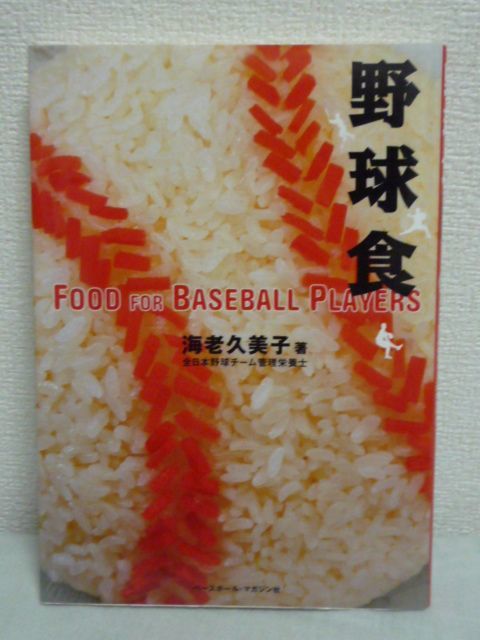 野球食
FOOD FOR BASEBALL PLAYERS
海老久美子 著
全日本野球チーム管理栄養士
ベースボール・マガジン社